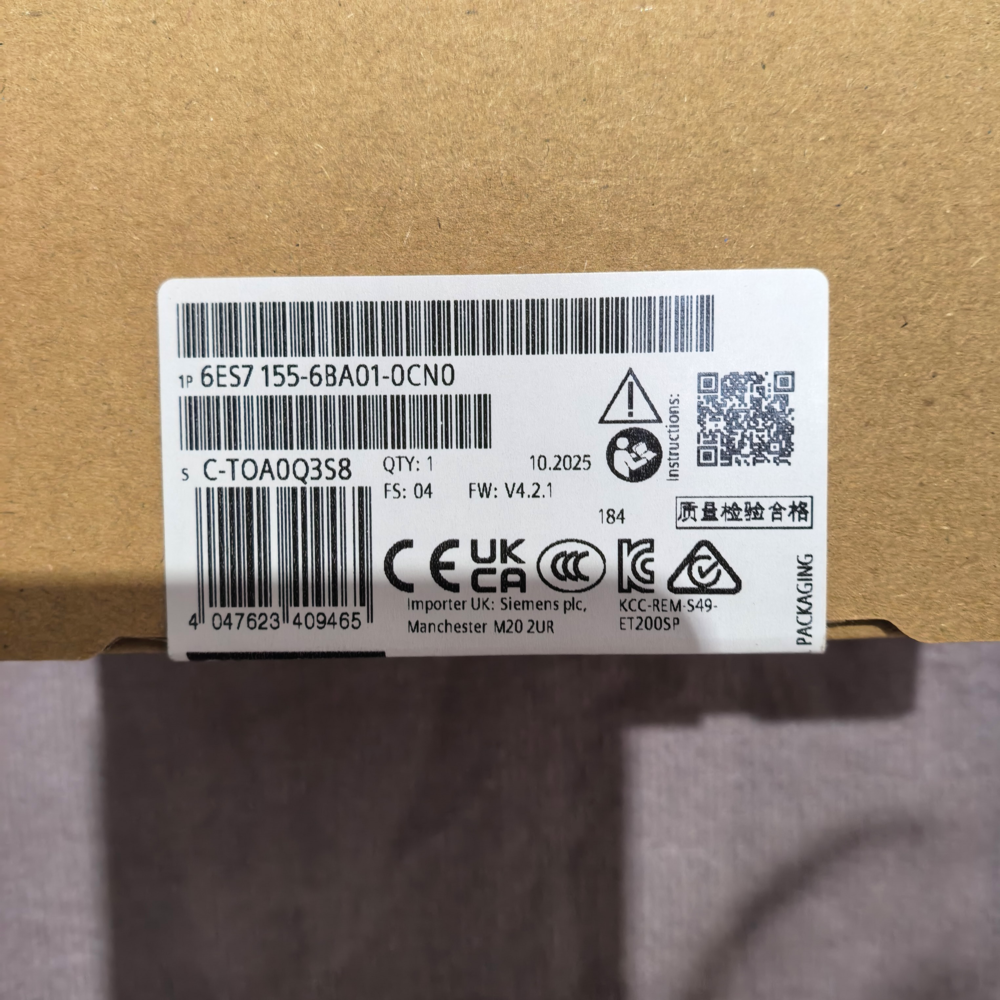 1P 6ES7 155-6BA01-0CN0
S C-TOA0Q3S8
QTY: 1
10.2025
FS: 04
FW: V4.2.1
184
Instructions:
质量检验合格
CE UK CA CCC
Importer UK: Siemens plc,
Manchester M20 2UR
KCC-REM-S49-
ET200SP
PACKAGING
4 047623 409465